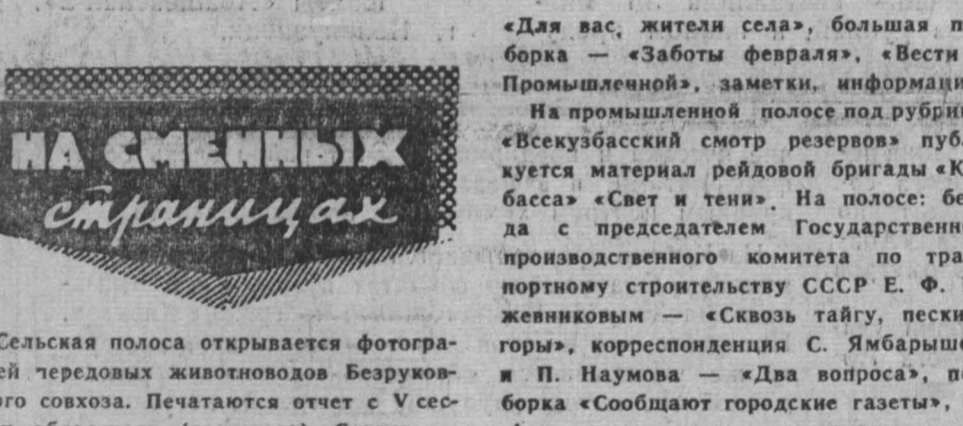 НА СМЕННЫХ
страницах
Сельская полоса открывается фотогра-
ей передовых животноводов Безруков-
ого совхоза. Печатаются отчет с V сес-
«Для вас, жители села», большая п
борка — «Заботы февраля», «Вести
Промышленной», заметки, информаци
На промышленной полосе под рубри
«Всекузбасский смотр резервов» пуб
куется материал рейдовой бригады «К
басса» «Свет и тени». На полосе: бе
да с председателем Государственн
производственного комитета по тра
портному строительству СССР Е. Ф.
жевниковым — «Сквозь тайгу, пески
горы», корреспонденция С. Ямбарыш
и П. Наумова — «Два вопроса», п
борка «Сообщают городские газеты»,